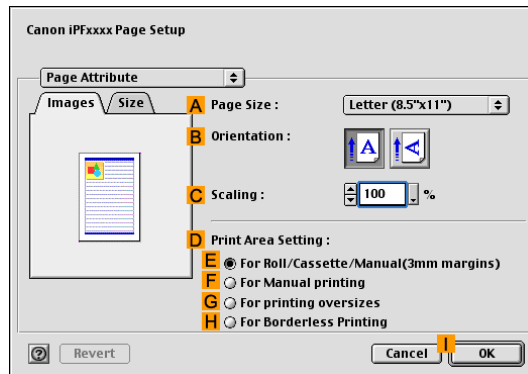 Canon iPFxxxx Page Setup
Page Attribute
Images Size
A Page Size : Letter (8.5"x11")
B Orientation : A A
C Scaling : 100 %
D Print Area Setting :
E For Roll/Cassette/Manual(3mm margins)
F For Manual printing
G For printing oversizes
H For Borderless Printing
? Revert Cancel I OK